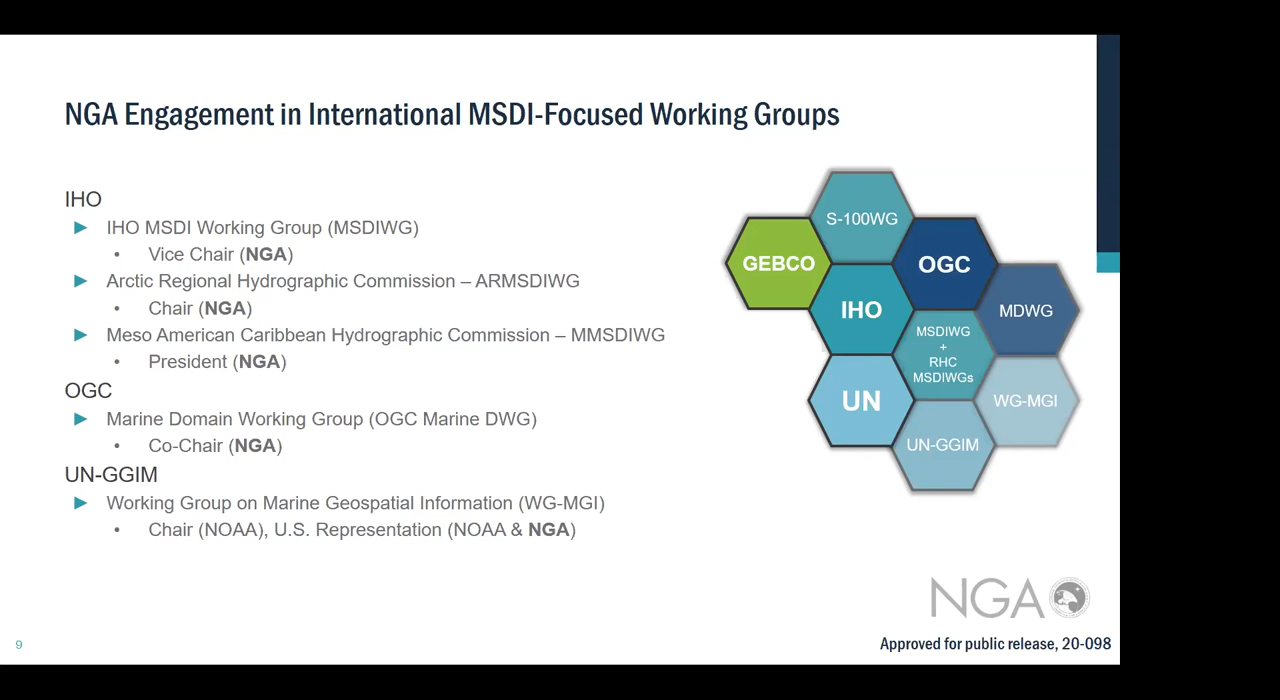 NGA Engagement in International MSDI-Focused Working Groups
IHO
IHO MSDI Working Group (MSDIWG)
• Vice Chair (NGA)
Arctic Regional Hydrographic Commission – ARMSDIWG
• Chair (NGA)
Meso American Caribbean Hydrographic Commission – MMSDIWG
• President (NGA)
OGC
Marine Domain Working Group (OGC Marine DWG)
• Co-Chair (NGA)
UN-GGIM
Working Group on Marine Geospatial Information (WG-MGI)
• Chair (NOAA), U.S. Representation (NOAA & NGA)
S-100WG
GEBCO
OGC
IHO
MDWG
MSDIWG
+
RHC
MSDIWGs
UN
WG-MGI
UN-GGIM
NGA
9
Approved for public release, 20-098